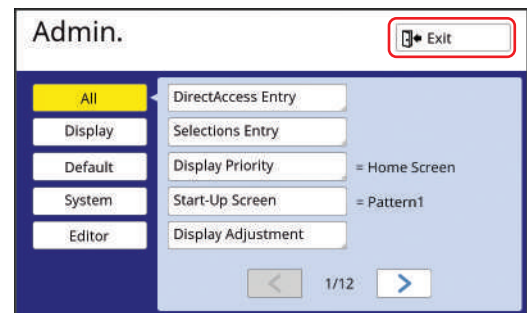 Admin.
Exit
All
DirectAccess Entry
Display
Selections Entry
Default
Display Priority
= Home Screen
System
Start-Up Screen
= Pattern1
Editor
Display Adjustment
< 1/12 >